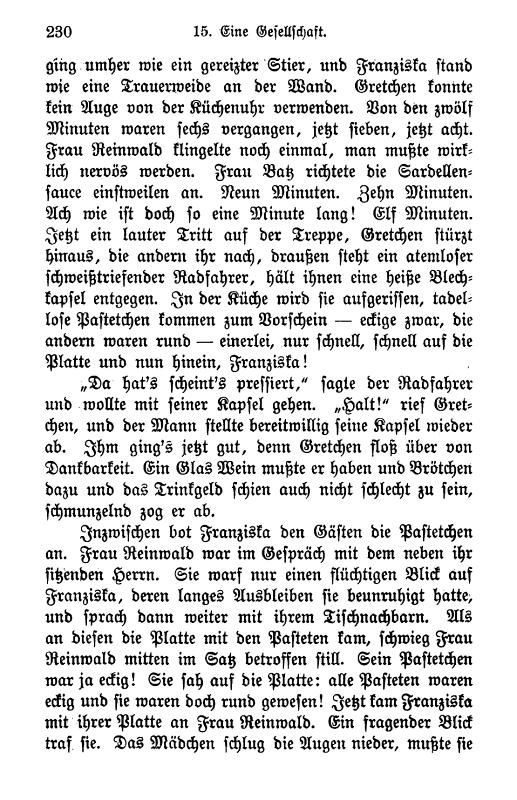 230 15. Eine Gesellschaft.
ging umher wie ein gereizter Stier, und Franziska stand
wie eine Trauerweide an der Wand. Gretchen konnte
kein Auge von der Küchenuhr verwenden. Von den zwölf
Minuten waren sechs vergangen, jetzt sieben, jetzt acht.
Frau Reinwald klingelte noch einmal, man mußte wirk-
lich nervös werden. Frau Batz richtete die Sardellen-
sauce einstweilen an. Neun Minuten. Zehn Minuten.
Ach wie ist doch so eine Minute lang! Elf Minuten.
Jetzt ein lauter Tritt auf der Treppe, Gretchen stürzt
hinaus, die andern ihr nach, draußen steht ein atemloser
schweißtriefender Radfahrer, hält ihnen eine heiße Blech-
kapsel entgegen. In der Küche wird sie aufgerissen, tadel-
lose Pastetchen kommen zum Vorschein — eckige zwar, die
andern waren rund — einerlei, nur schnell, schnell auf die
Platte und nun hinein, Franziska!
„Da hat's scheint's pressiert,“ sagte der Radfahrer
und wollte mit seiner Kapsel gehen. „Halt!“ rief Gret-
chen, und der Mann stellte bereitwillig seine Kapsel wieder
ab. Ihm ging's jetzt gut, denn Gretchen floß über von
Dankbarkeit. Ein Glas Wein mußte er haben und Brötchen
dazu und das Trinkgeld schien auch nicht schlecht zu sein,
schmunzelnd zog er ab.
Inzwischen bot Franziska den Gästen die Pastetchen
an. Frau Reinwald war im Gespräch mit dem neben ihr
sitzenden Herrn. Sie warf nur einen flüchtigen Blick auf
Franziska, deren langes Ausbleiben sie beunruhigt hatte,
und sprach dann weiter mit ihrem Tischnachbarn. Als
an diesen die Platte mit den Pasteten kam, schwieg Frau
Reinwald mitten im Satz betroffen still. Sein Pastetchen
war ja eckig! Sie sah auf die Platte: alle Pasteten waren
eckig und sie waren doch rund gewesen! Jetzt kam Franziska
mit ihrer Platte an Frau Reinwald. Ein fragender Blick
traf sie. Das Mädchen schlug die Augen nieder, mußte sie